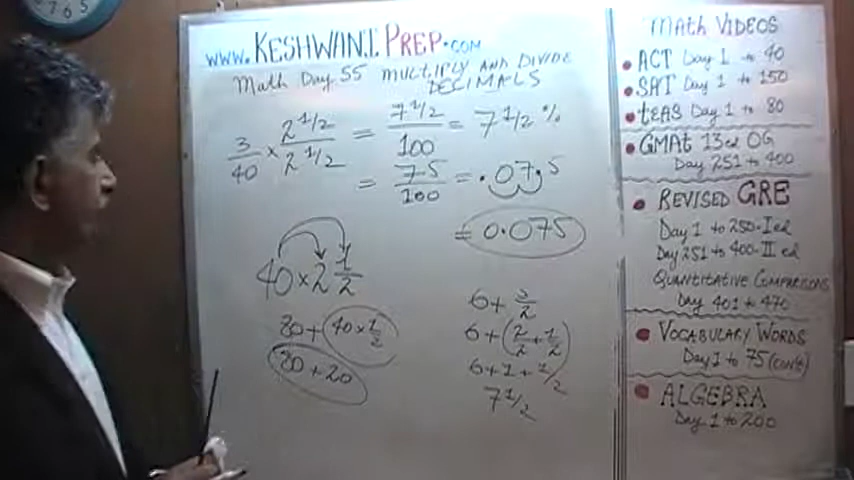 7 6 5
www.KESHWANIPREP.COM
Math Day 55 MULTIPLY AND DIVIDE
DECIMALS
3/40 × 2 1/2 / 2 1/2 = 7 1/2 / 100 = 7 1/2 %
= 7.5/100 = .07.5
= 0.075
40 × 2 1/2
80 + 40 × 1/2
80 + 20
6 + 3/2
6 + (2/2 + 1/2)
6 + 1 + 1/2
7 1/2
Math VIDEOS
ACT Day 1 to 40
SAT Day 1 to 150
tEAS Day 1 to 80
GMAt 13ed OG
Day 251 to 400
REVISED GRE
Day 1 to 250-I ed
Day 251 to 400-II ed
QUANTITATIVE COMPARISONS
Day 401 to 470
VOCABULARY WORDS
Day 1 to 75 (cont)
ALGEBRA
Day 1 to 200